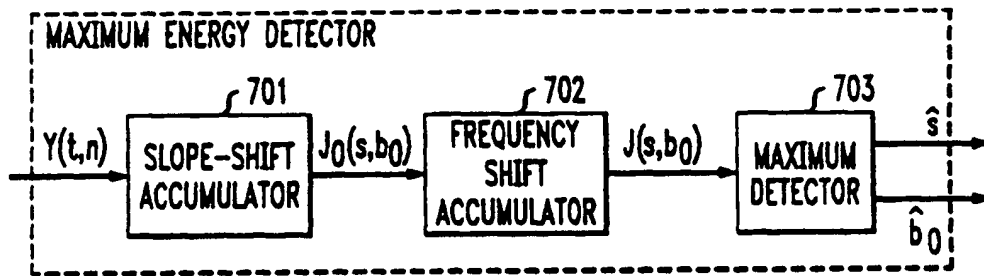 MAXIMUM ENERGY DETECTOR
701
702
703
Y(t,n)
SLOPE-SHIFT
ACCUMULATOR
J0(s,b0)
FREQUENCY
SHIFT
ACCUMULATOR
J(s,b0)
MAXIMUM
DETECTOR
ŝ
b̂0